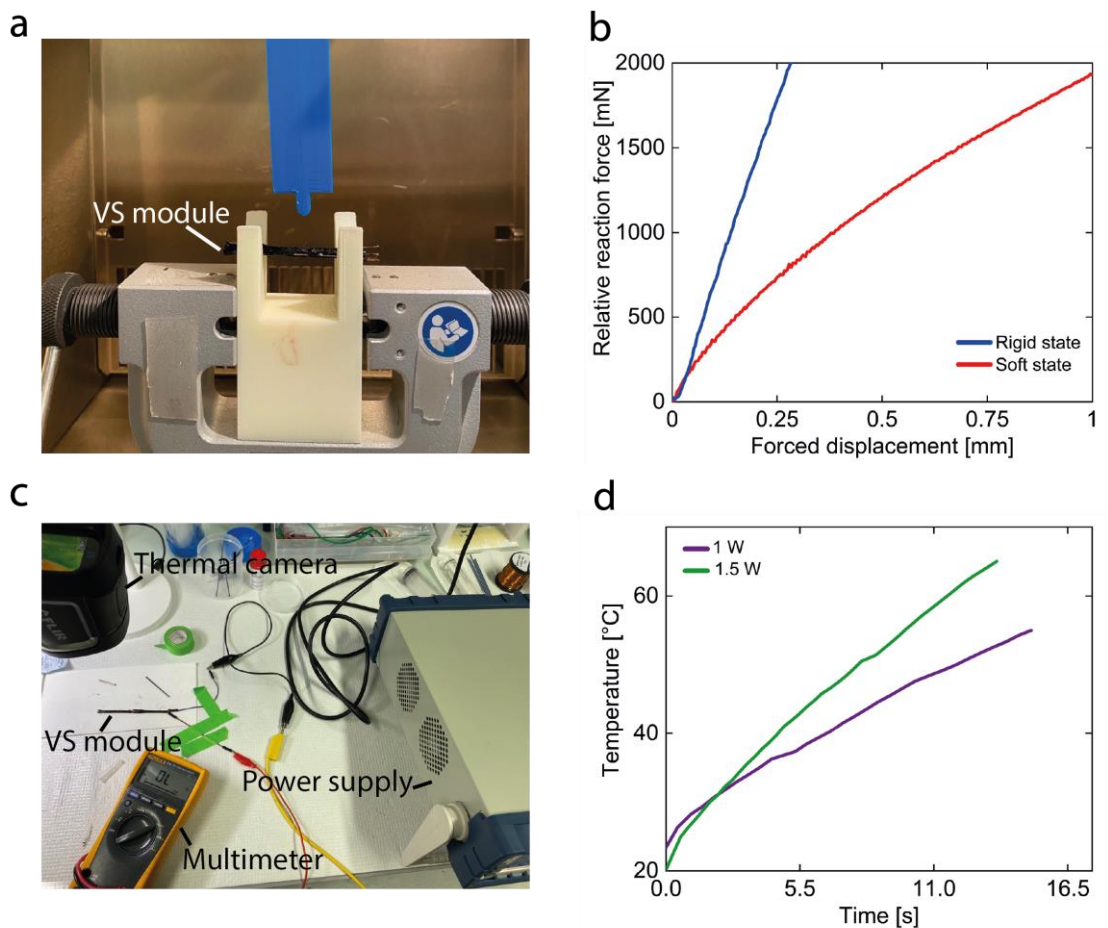 a
VS module
b
Relative reaction force [mN]
2000
1500
1000
500
0
0
0.25
0.5
0.75
1
Forced displacement [mm]
Rigid state
Soft state
c
Thermal camera
FLIR
VS module
Power supply
Multimeter
OL
d
Temperature [°C]
60
40
20
0.0
5.5
11.0
16.5
Time [s]
1 W
1.5 W